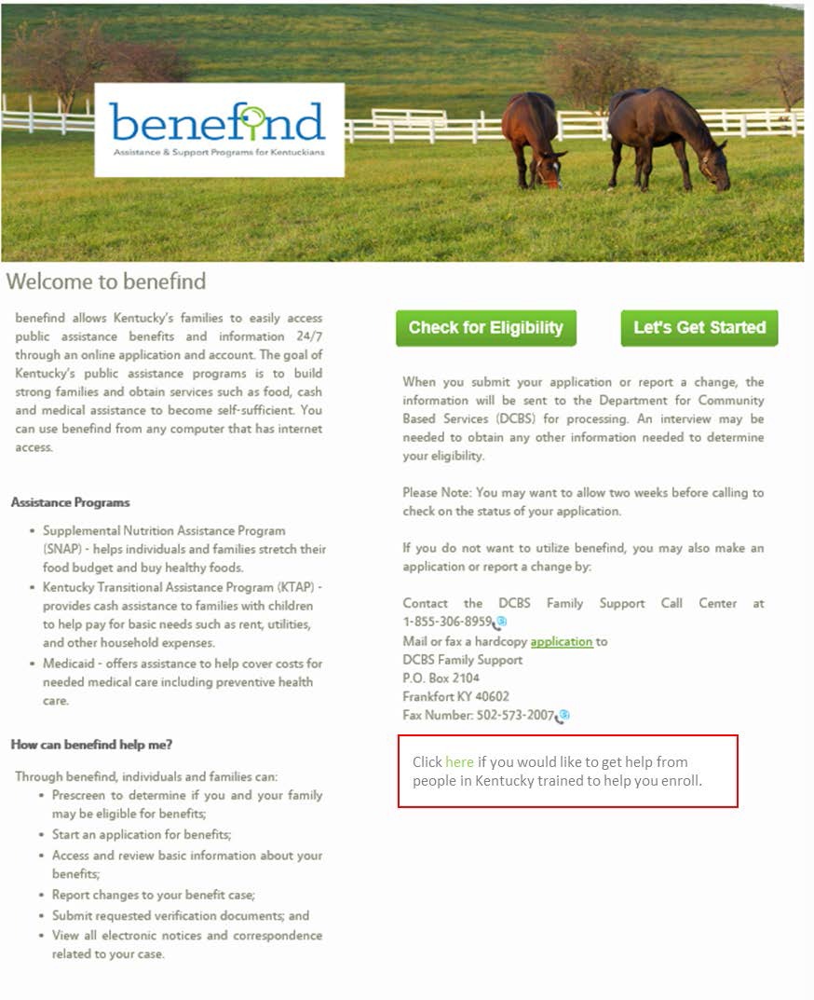 benefind
Assistance & Support Programs for Kentuckians
Welcome to benefind
benefind allows Kentucky's families to easily access
public assistance benefits and information 24/7
through an online application and account. The goal of
Kentucky's public assistance programs is to build
strong families and obtain services such as food, cash
and medical assistance to become self-sufficient. You
can use benefind from any computer that has internet
access.
Assistance Programs
• Supplemental Nutrition Assistance Program
(SNAP) - helps individuals and families stretch their
food budget and buy healthy foods.
• Kentucky Transitional Assistance Program (KTAP) -
provides cash assistance to families with children
to help pay for basic needs such as rent, utilities,
and other household expenses.
• Medicaid - offers assistance to help cover costs for
needed medical care including preventive health
care.
How can benefind help me?
Through benefind, individuals and families can:
• Prescreen to determine if you and your family
may be eligible for benefits;
• Start an application for benefits;
• Access and review basic information about your
benefits;
• Report changes to your benefit case;
• Submit requested verification documents; and
• View all electronic notices and correspondence
related to your case.
Check for Eligibility
Let's Get Started
When you submit your application or report a change, the
information will be sent to the Department for Community
Based Services (DCBS) for processing. An interview may be
needed to obtain any other information needed to determine
your eligibility.
Please Note: You may want to allow two weeks before calling to
check on the status of your application.
If you do not want to utilize benefind, you may also make an
application or report a change by:
Contact the DCBS Family Support Call Center at
1-855-306-8959
Mail or fax a hardcopy application to
DCBS Family Support
P.O. Box 2104
Frankfort KY 40602
Fax Number: 502-573-2007
Click here if you would like to get help from
people in Kentucky trained to help you enroll.